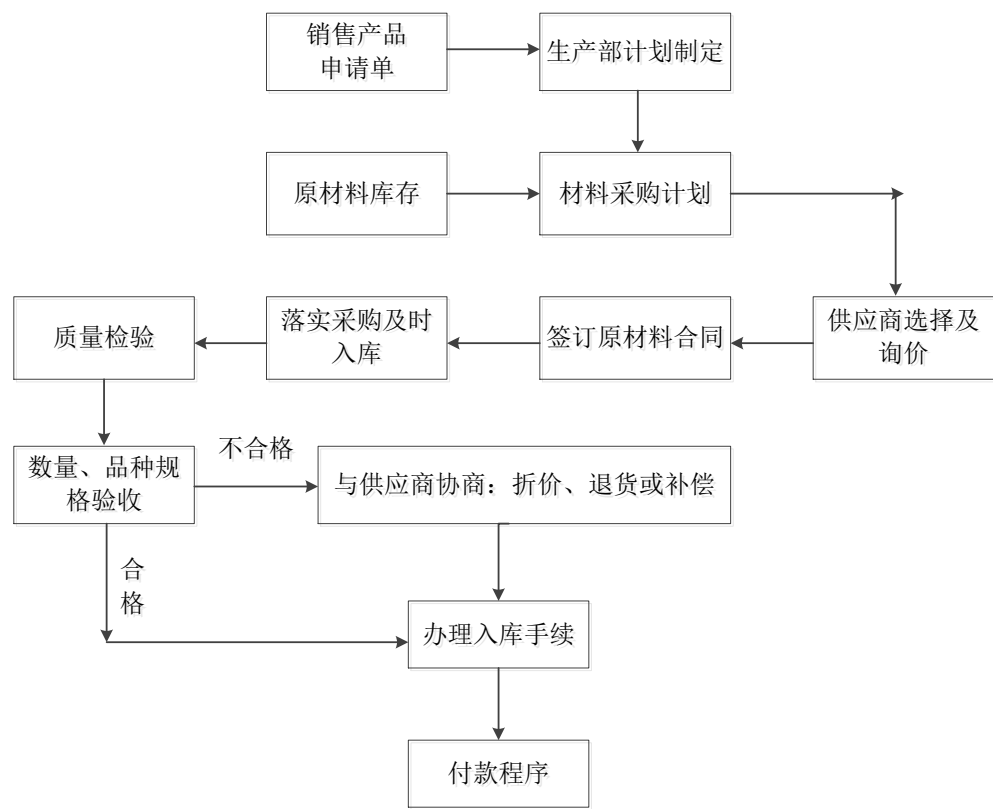 销售产品
申请单
生产部计划制定
原材料库存
材料采购计划
供应商选择及
询价
签订原材料合同
落实采购及时
入库
质量检验
数量、品种规
格验收
不合格
与供应商协商：折价、退货或补偿
合
格
办理入库手续
付款程序